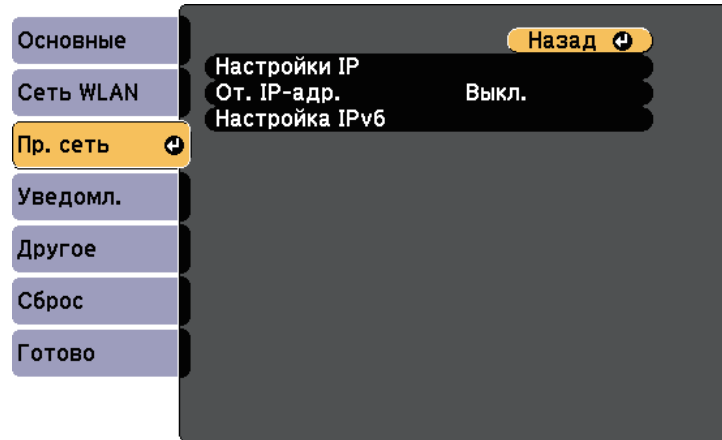 Основные
Сеть WLAN
Пр. сеть
Уведомл.
Другое
Сброс
Готово
Назад
Настройки IP
От. IP-адр. Выкл.
Настройка IPv6